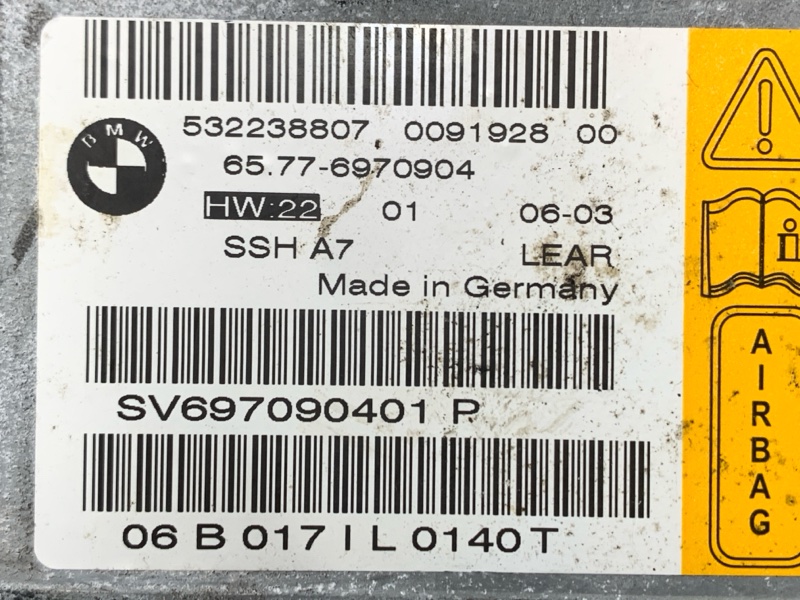 BMW
532238807 0091928 00
65.77-6970904
HW:22 01 06-03
SSH A7 LEAR
Made in Germany
SV697090401 P
06 B 017 I L 0140 T
i
AIRBAG